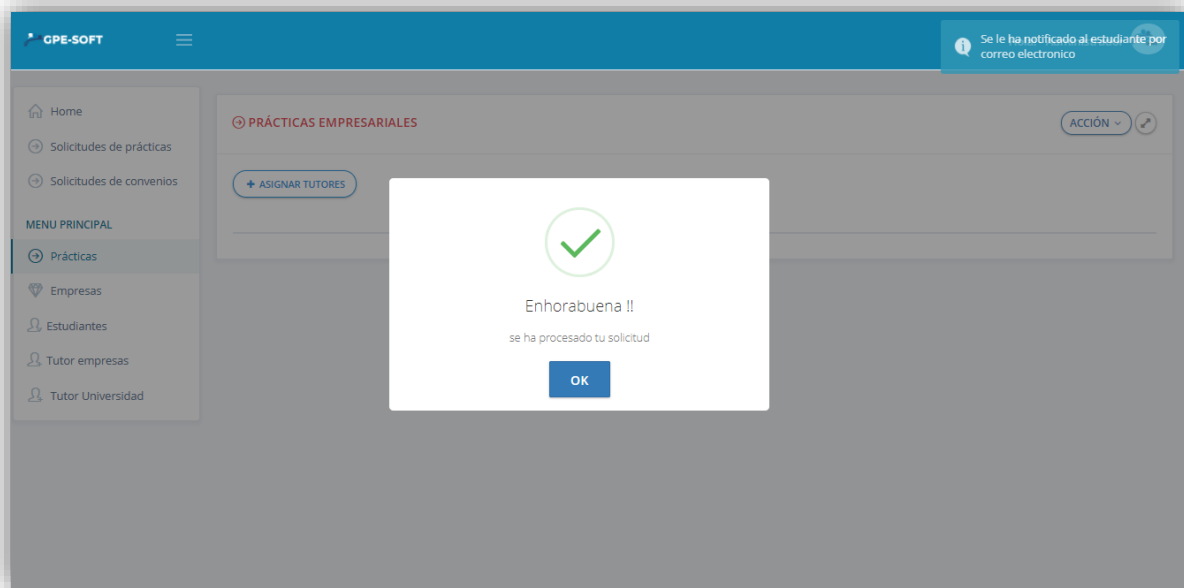 GPE-SOFT
Se le ha notificado al estudiante por
correo electronico
Home
Solicitudes de prácticas
Solicitudes de convenios
MENU PRINCIPAL
Prácticas
Empresas
Estudiantes
Tutor empresas
Tutor Universidad
PRÁCTICAS EMPRESARIALES
ACCIÓN
+ ASIGNAR TUTORES
Enhorabuena !!
se ha procesado tu solicitud
OK